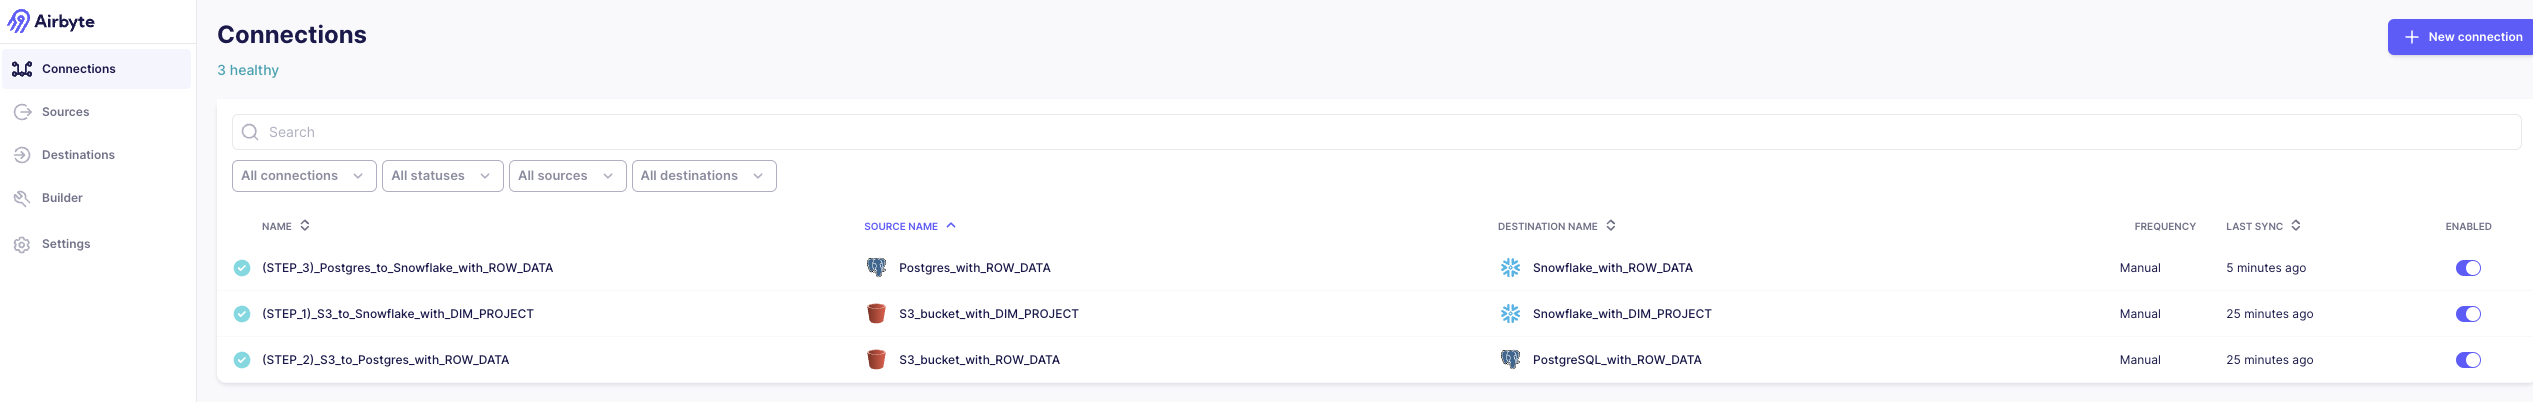 Airbyte
Connections
Sources
Destinations
Builder
Settings
Connections
3 healthy
New connection
Search
All connections All statuses All sources All destinations
NAME SOURCE NAME DESTINATION NAME FREQUENCY LAST SYNC ENABLED
(STEP_3)_Postgres_to_Snowflake_with_ROW_DATA Postgres_with_ROW_DATA Snowflake_with_ROW_DATA Manual 5 minutes ago
(STEP_1)_S3_to_Snowflake_with_DIM_PROJECT S3_bucket_with_DIM_PROJECT Snowflake_with_DIM_PROJECT Manual 25 minutes ago
(STEP_2)_S3_to_Postgres_with_ROW_DATA S3_bucket_with_ROW_DATA PostgreSQL_with_ROW_DATA Manual 25 minutes ago